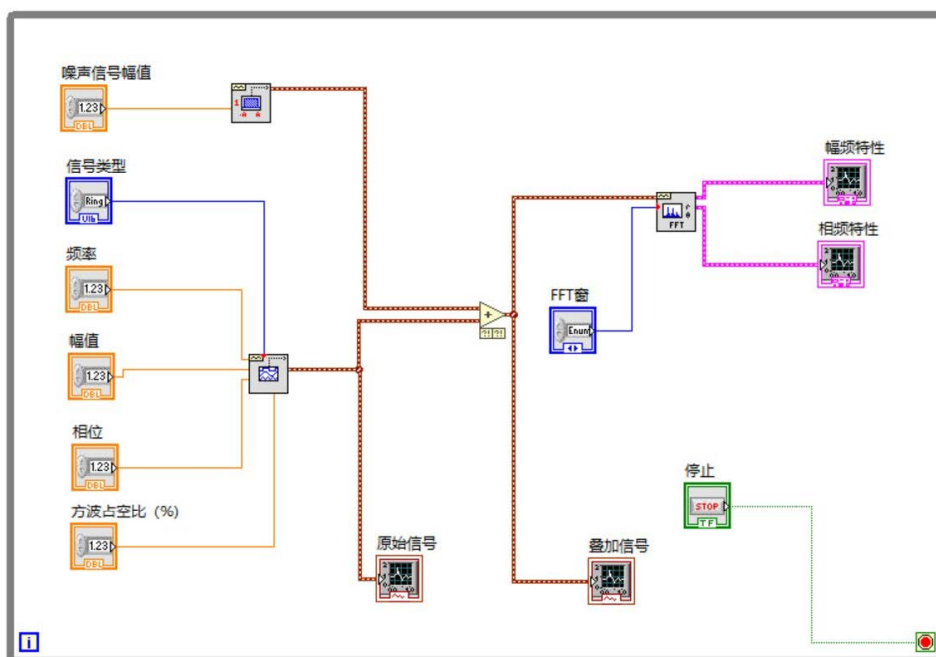 噪声信号幅值
1.23
DBL
1
-A A
信号类型
Ring
U16
频率
1.23
DBL
幅值
1.23
DBL
相位
1.23
DBL
方波占空比（%）
1.23
DBL
+
?! ?!
原始信号
叠加信号
FFT
r
θ
FFT窗
Enum
幅频特性
相频特性
停止
STOP
TF
i